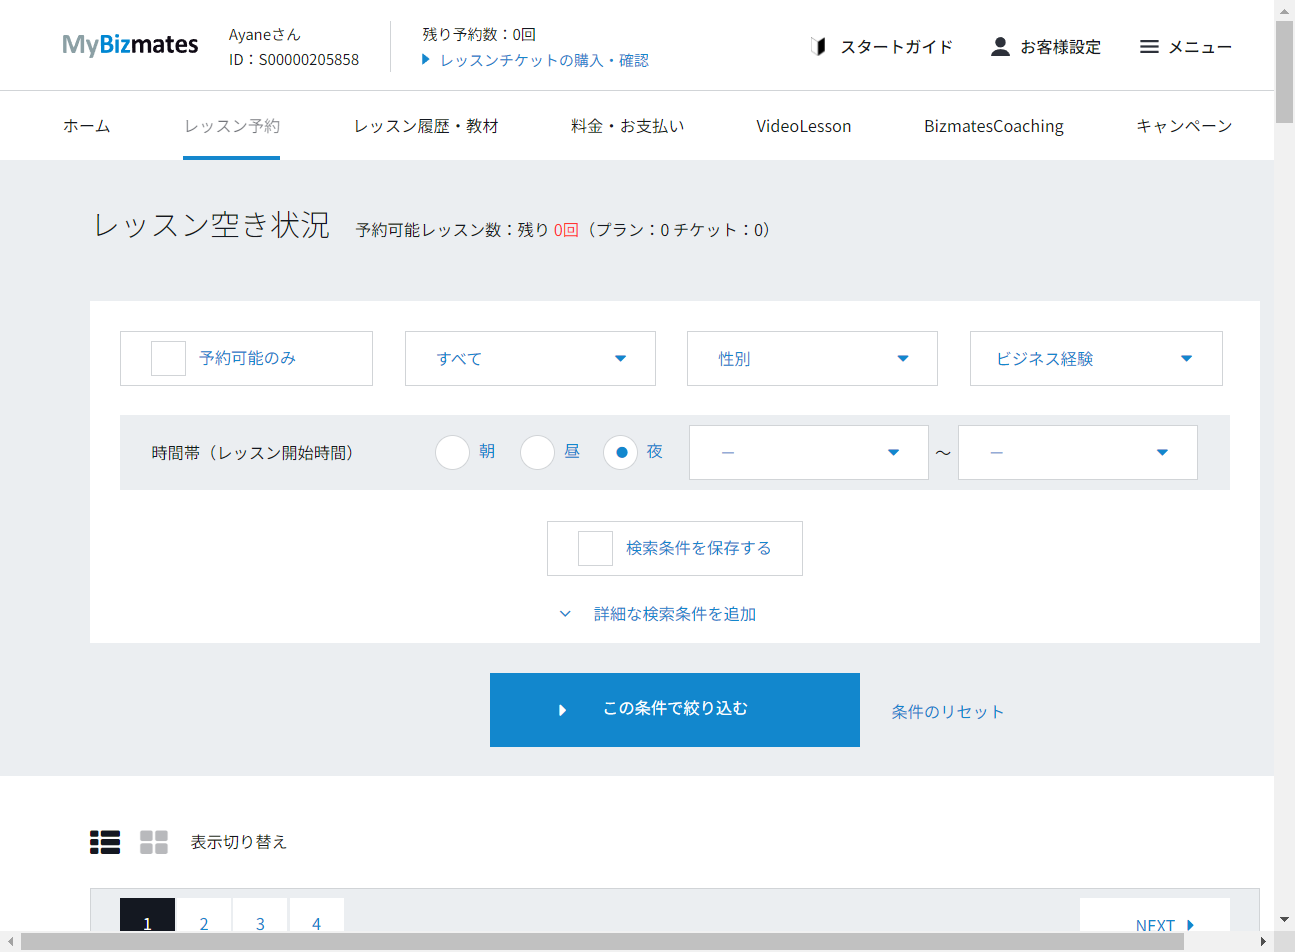 MyBizmates
Ayaneさん
ID：S00000205858
残り予約数：0回
レッスンチケットの購入・確認
スタートガイド
お客様設定
メニュー
ホーム
レッスン予約
レッスン履歴・教材
料金・お支払い
VideoLesson
BizmatesCoaching
キャンペーン
レッスン空き状況
予約可能レッスン数：残り 0回（プラン：0 チケット：0）
予約可能のみ
すべて
性別
ビジネス経験
時間帯（レッスン開始時間）
朝
昼
夜
―
～
―
検索条件を保存する
詳細な検索条件を追加
この条件で絞り込む
条件のリセット
表示切り替え
1
2
3
4
NEXT